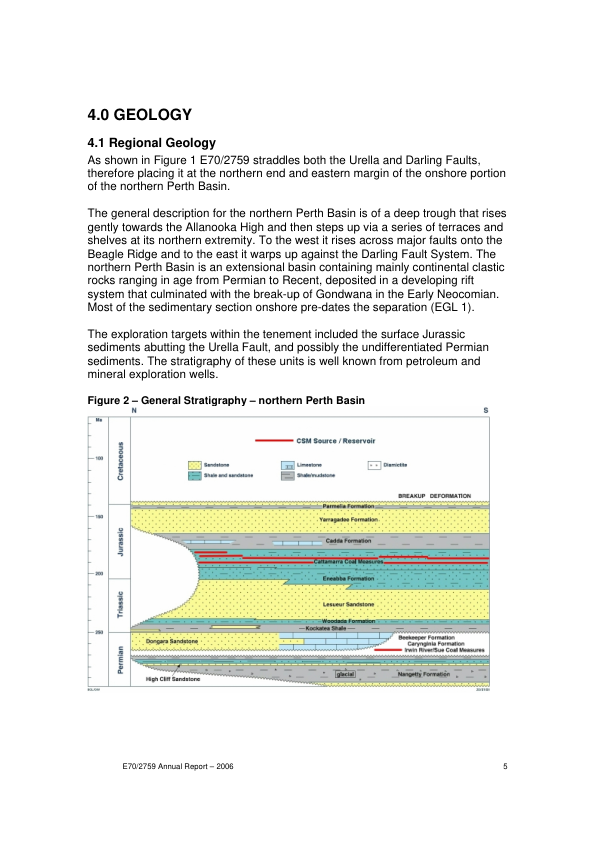 4.0 GEOLOGY
4.1 Regional Geology
As shown in Figure 1 E70/2759 straddles both the Urella and Darling Faults,
therefore placing it at the northern end and eastern margin of the onshore portion
of the northern Perth Basin.
The general description for the northern Perth Basin is of a deep trough that rises
gently towards the Allanooka High and then steps up via a series of terraces and
shelves at its northern extremity. To the west it rises across major faults onto the
Beagle Ridge and to the east it warps up against the Darling Fault System. The
northern Perth Basin is an extensional basin containing mainly continental clastic
rocks ranging in age from Permian to Recent, deposited in a developing rift
system that culminated with the break-up of Gondwana in the Early Neocomian.
Most of the sedimentary section onshore pre-dates the separation (EGL 1).
The exploration targets within the tenement included the surface Jurassic
sediments abutting the Urella Fault, and possibly the undifferentiated Permian
sediments. The stratigraphy of these units is well known from petroleum and
mineral exploration wells.
Figure 2 – General Stratigraphy – northern Perth Basin
N S
Ma
CSM Source / Reservoir
Cretaceous
100
Sandstone Limestone Diamictite
Shale and sandstone Shale/mudstone
BREAKUP DEFORMATION
Parmelia Formation
150
Yarragadee Formation
Jurassic
Cadda Formation
Cattamarra Coal Measures
200
Eneabba Formation
Triassic
Lesueur Sandstone
Woodada Formation
Kockatea Shale
250
Dongara Sandstone
Beekeeper Formation
Carynginia Formation
Irwin River/Sue Coal Measures
Permian
High Cliff Sandstone
glacial
Nangetty Formation
E70/2759 Annual Report – 2006 5